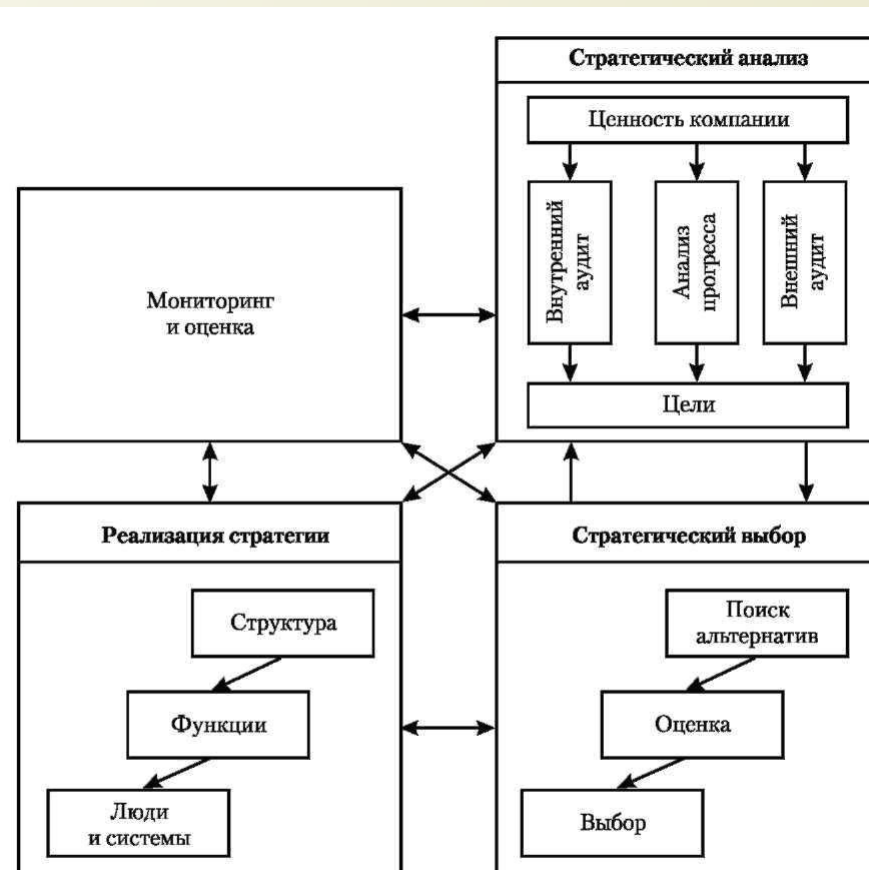 Стратегический анализ
Ценность компании
Внутренний
аудит
Анализ
прогресса
Внешний
аудит
Цели
Мониторинг
и оценка
Реализация стратегии
Структура
Функции
Люди
и системы
Стратегический выбор
Поиск
альтернатив
Оценка
Выбор